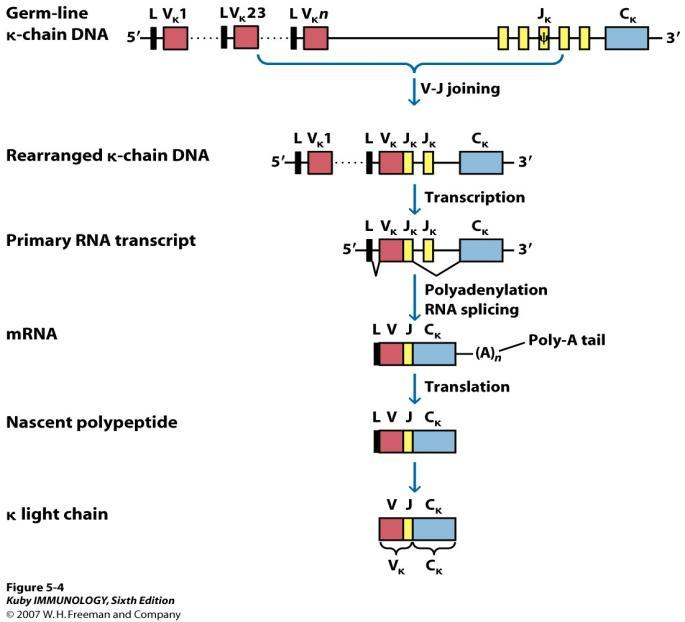 Germ-line
κ-chain DNA
L Vκ1 LVκ23 L Vκn Jκ Cκ
5′ ψ 3′
V-J joining
L Vκ1 L Vκ Jκ Jκ Cκ
Rearranged κ-chain DNA
5′ 3′
Transcription
L Vκ Jκ Jκ Cκ
Primary RNA transcript
5′ 3′
Polyadenylation
RNA splicing
mRNA
L V J Cκ
(A)n
Poly-A tail
Translation
L V J Cκ
Nascent polypeptide
V J Cκ
κ light chain
Vκ Cκ
Figure 5-4
Kuby IMMUNOLOGY, Sixth Edition
© 2007 W. H. Freeman and Company